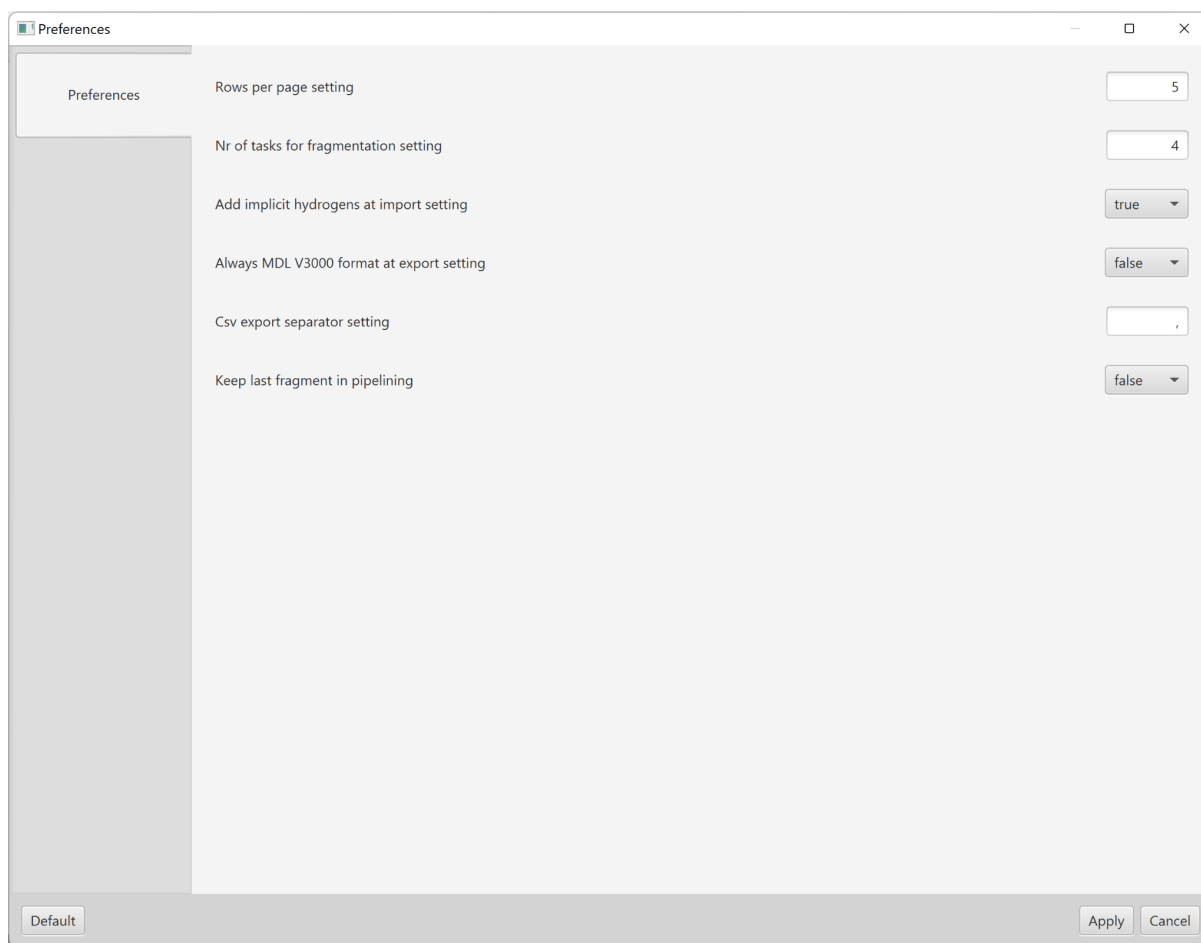 Preferences
Preferences
Rows per page setting 5
Nr of tasks for fragmentation setting 4
Add implicit hydrogens at import setting true
Always MDL V3000 format at export setting false
Csv export separator setting ,
Keep last fragment in pipelining false
Default Apply Cancel